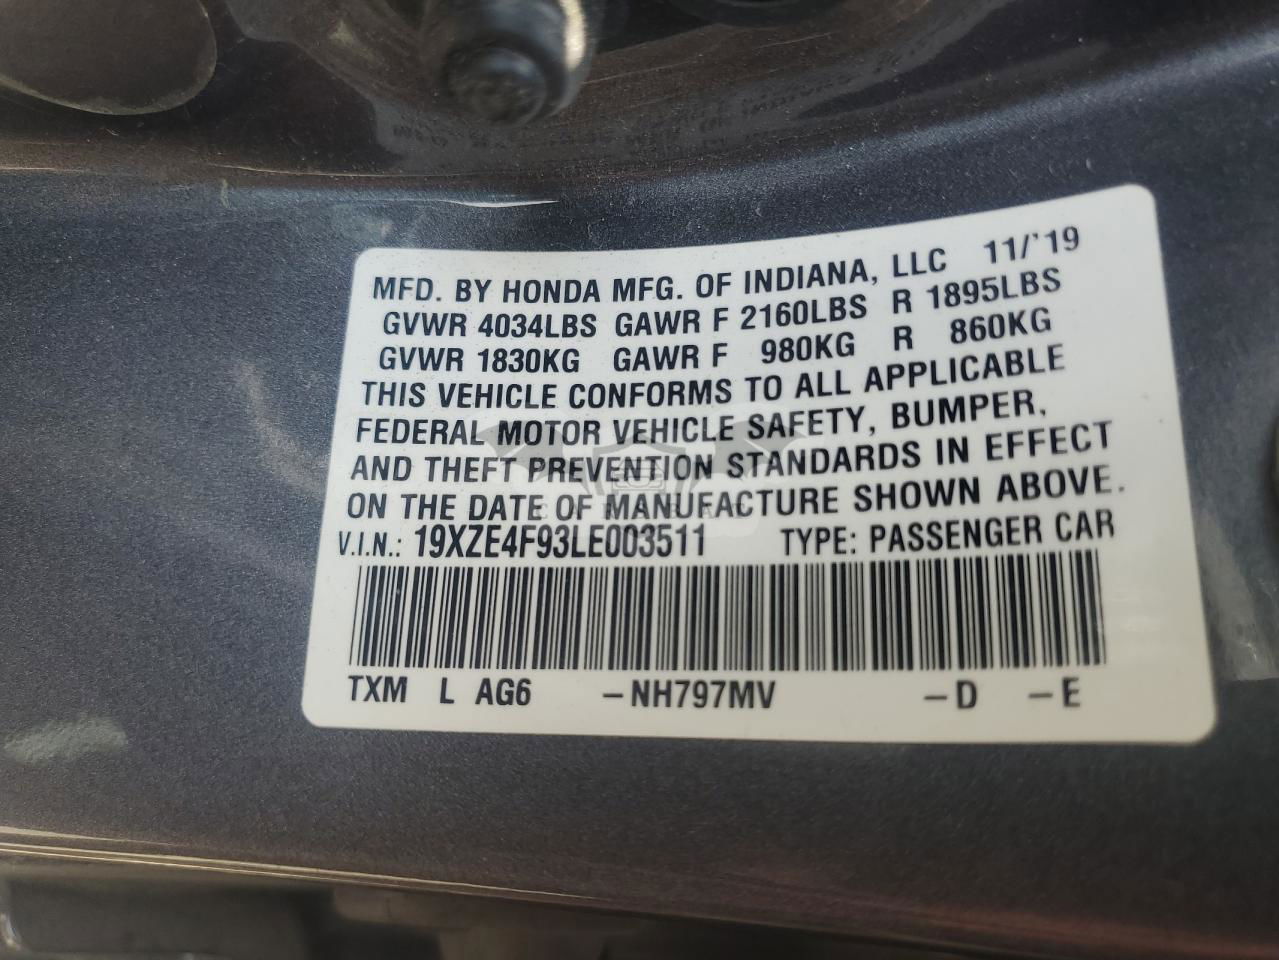 MFD. BY HONDA MFG. OF INDIANA, LLC 11/'19
GVWR 4034LBS GAWR F 2160LBS R 1895LBS
GVWR 1830KG GAWR F 980KG R 860KG
THIS VEHICLE CONFORMS TO ALL APPLICABLE
FEDERAL MOTOR VEHICLE SAFETY, BUMPER,
AND THEFT PREVENTION STANDARDS IN EFFECT
ON THE DATE OF MANUFACTURE SHOWN ABOVE.
V.I.N.: 19XZE4F93LE003511 TYPE: PASSENGER CAR
TXM L AG6 -NH797MV -D -E